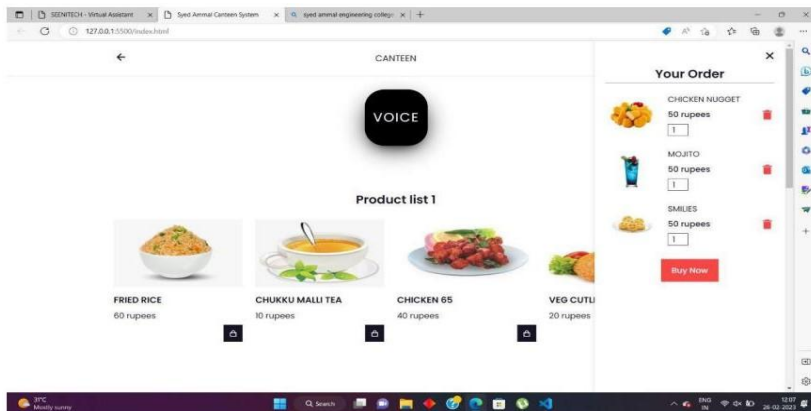 SEENITECH - Virtual Assistant
Syed Ammal Canteen System
syed ammal engineering college
127.0.0.1:5500/index.html
CANTEEN
VOICE
Product list 1
FRIED RICE
60 rupees
CHUKKU MALLI TEA
10 rupees
CHICKEN 65
40 rupees
VEG CUTL
20 rupees
Your Order
CHICKEN NUGGET
50 rupees
1
MOJITO
50 rupees
1
SMILIES
50 rupees
1
Buy Now
31°C
Mostly sunny
Search
ENG
IN
12:07
26-02-2023